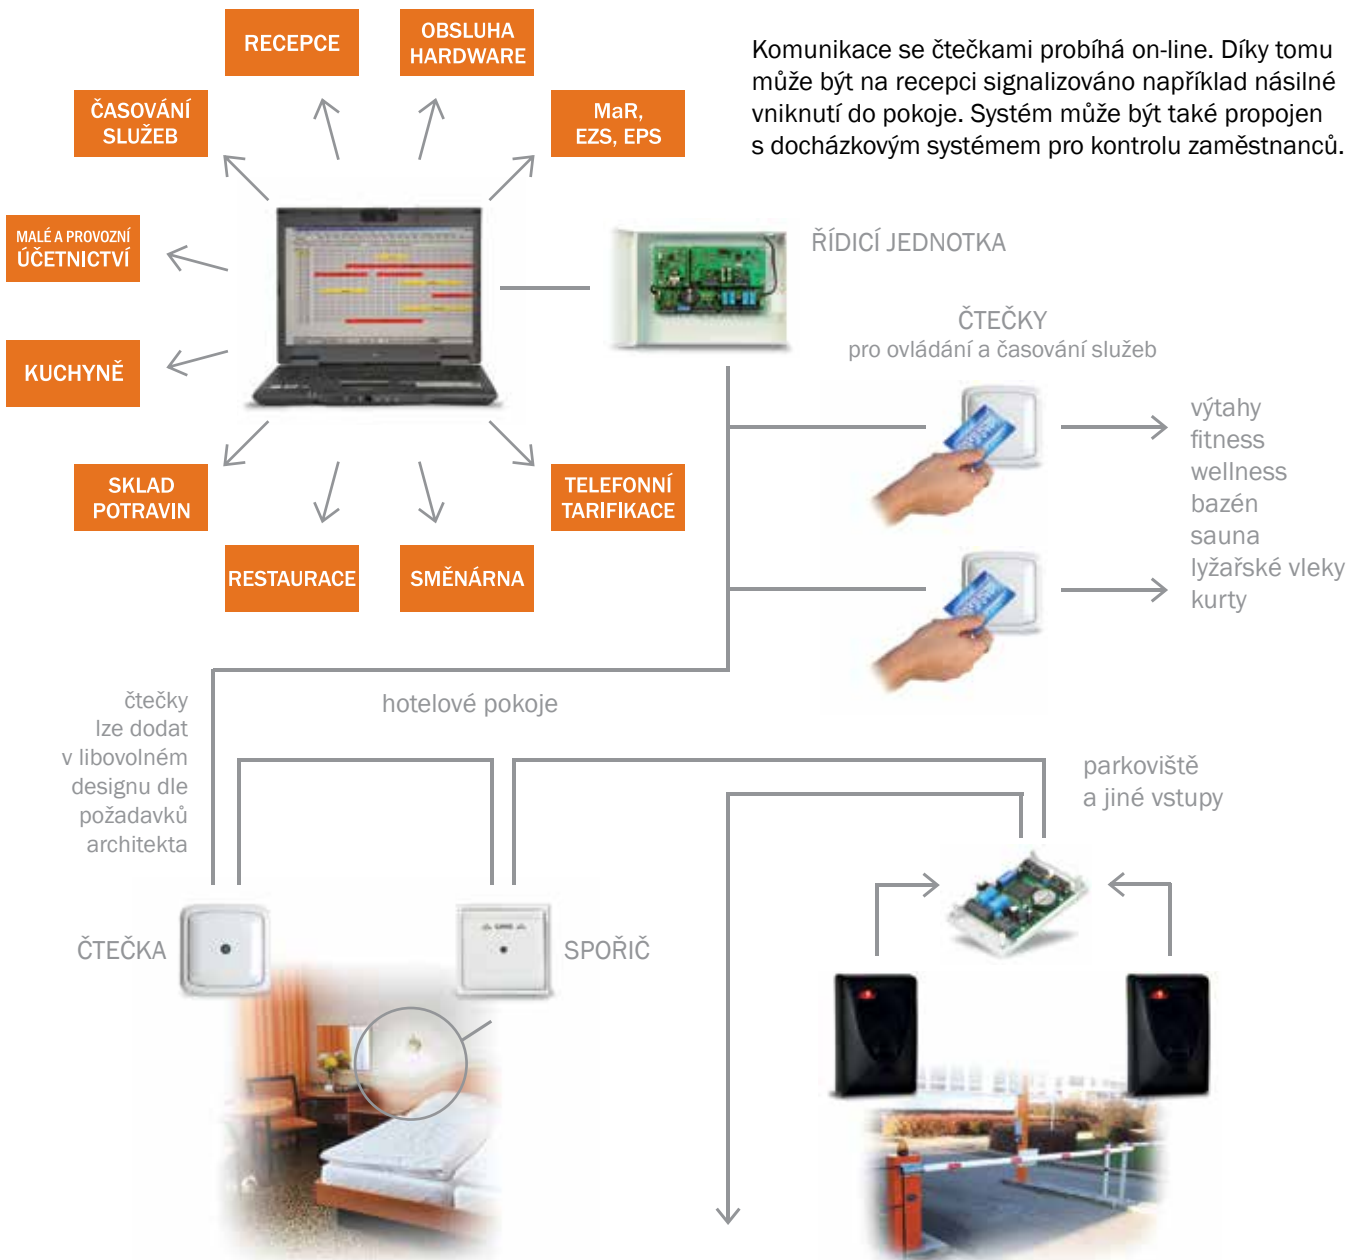 RECEPCE
OBSLUHA
HARDWARE
Komunikace se čtečkami probíhá on-line. Díky tomu
může být na recepci signalizováno například násilné
vniknutí do pokoje. Systém může být také propojen
s docházkovým systémem pro kontrolu zaměstnanců.
ČASOVÁNÍ
SLUŽEB
MaR,
EZS, EPS
MALÉ A PROVOZNÍ
ÚČETNICTVÍ
ŘÍDICÍ JEDNOTKA
ČTEČKY
pro ovládání a časování služeb
KUCHYNĚ
výtahy
fitness
wellness
bazén
sauna
lyžařské vleky
kurty
SKLAD
POTRAVIN
TELEFONNÍ
TARIFIKACE
RESTAURACE
SMĚNÁRNA
čtečky
lze dodat
v libovolném
designu dle
požadavků
architekta
hotelové pokoje
parkoviště
a jiné vstupy
ČTEČKA
SPOŘIČ